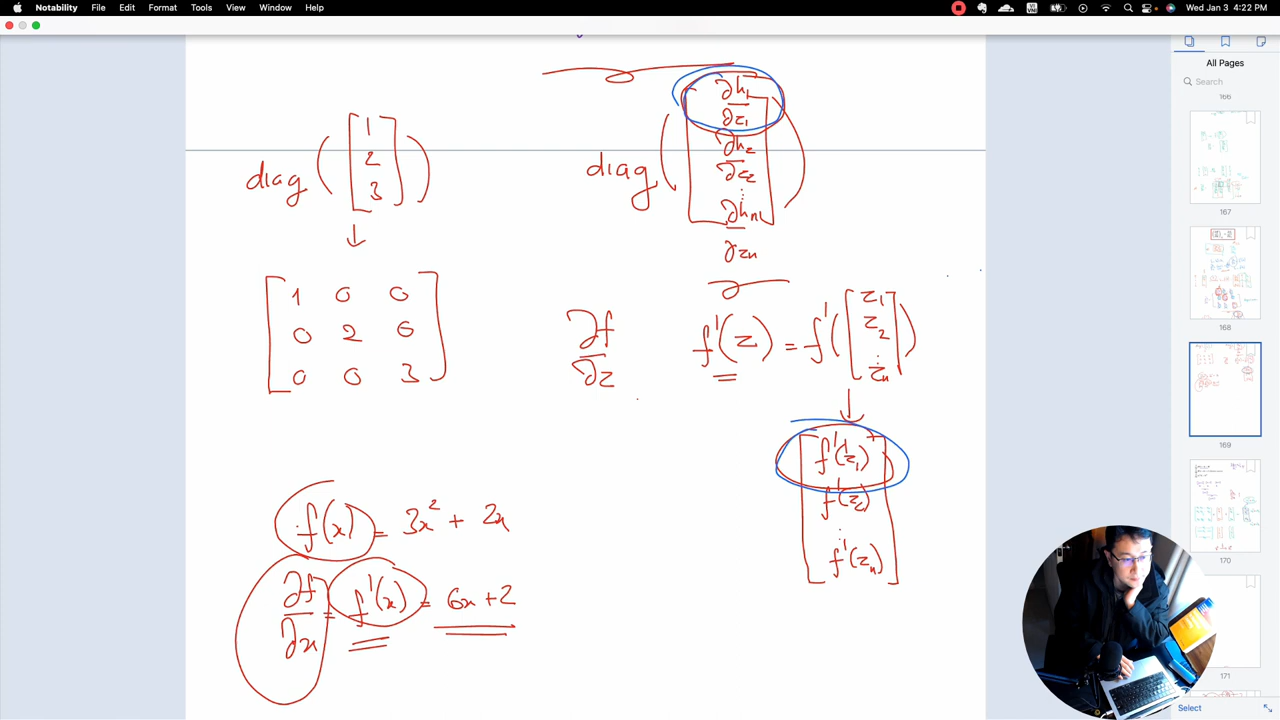 Notability File Edit Format Tools View Window Help
Wed Jan 3 4:22 PM
All Pages
Search
166
167
168
169
170
171
Select
diag ( [ 1 2 3 ] )
↓
[ 1 0 0
0 2 0
0 0 3 ]
diag ( [ ∂h₁/∂z₁
∂h₂/∂z₂
⋮
∂hₙ/∂zₙ ] )
∂f/∂z
f'(z) = f'( [ z₁ z₂ ⋮ zₙ ] )
↓
[ f'(z₁)
f'(z₂)
⋮
f'(zₙ) ]
f(x) = 3x² + 2x
∂f/∂x = f'(x) = 6x+2